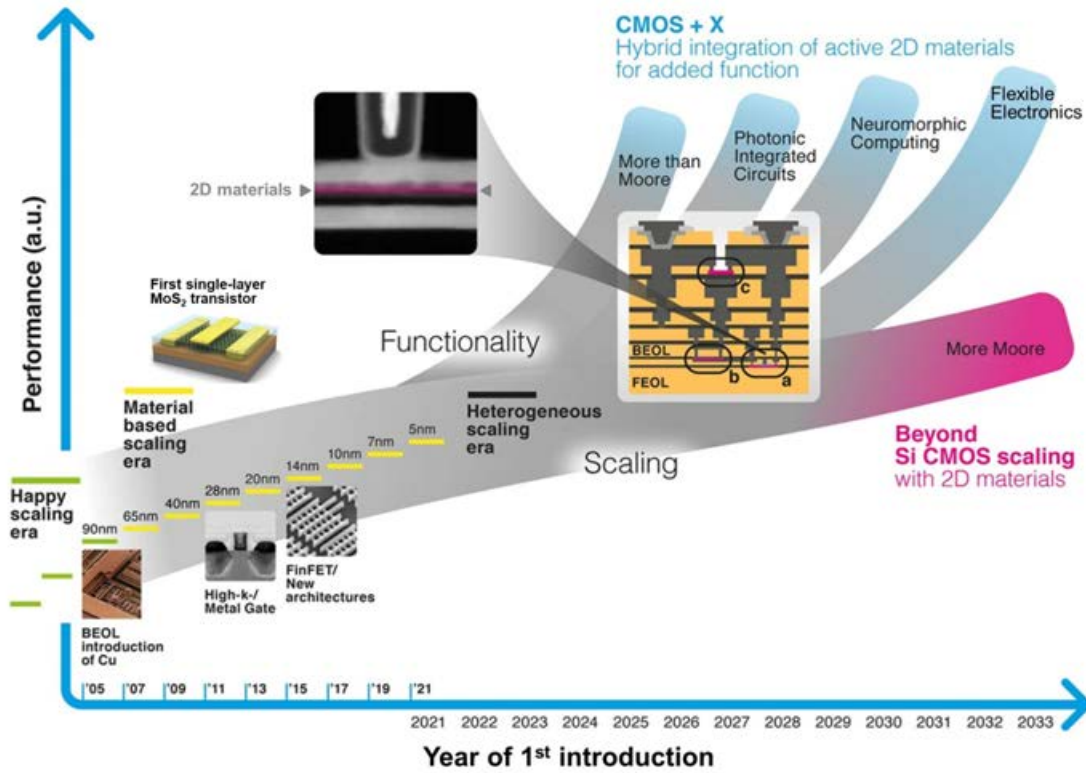 CMOS + X
Hybrid integration of active 2D materials
for added function
Flexible
Electronics
Neuromorphic
Computing
Photonic
Integrated
Circuits
More than
Moore
2D materials
Performance (a.u.)
First single-layer
MoS₂ transistor
Functionality
c
BEOL
FEOL
b
a
More Moore
Material
based
scaling
era
Heterogeneous
scaling
era
Scaling
Beyond
Si CMOS scaling
with 2D materials
Happy
scaling
era
90nm
65nm
40nm
28nm
20nm
14nm
10nm
7nm
5nm
BEOL
introduction
of Cu
High-k-/
Metal Gate
FinFET/
New
architectures
'05 '07 '09 '11 '13 '15 '17 '19 '21
2021 2022 2023 2024 2025 2026 2027 2028 2029 2030 2031 2032 2033
Year of 1st introduction